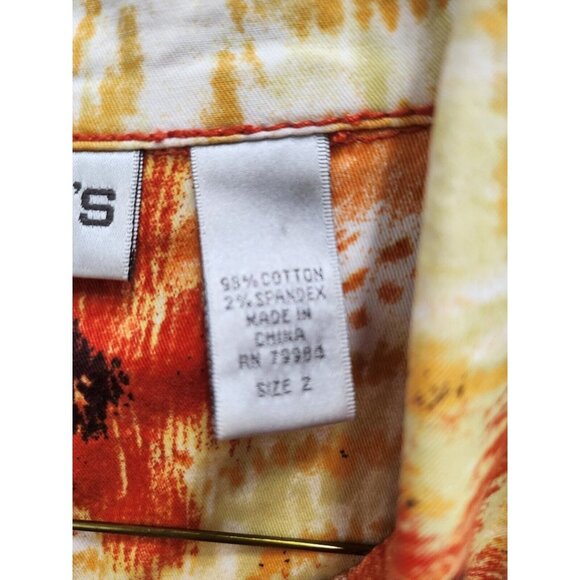 's
98% COTTON
2% SPANDEX
MADE IN
CHINA
RN 79984
SIZE 2